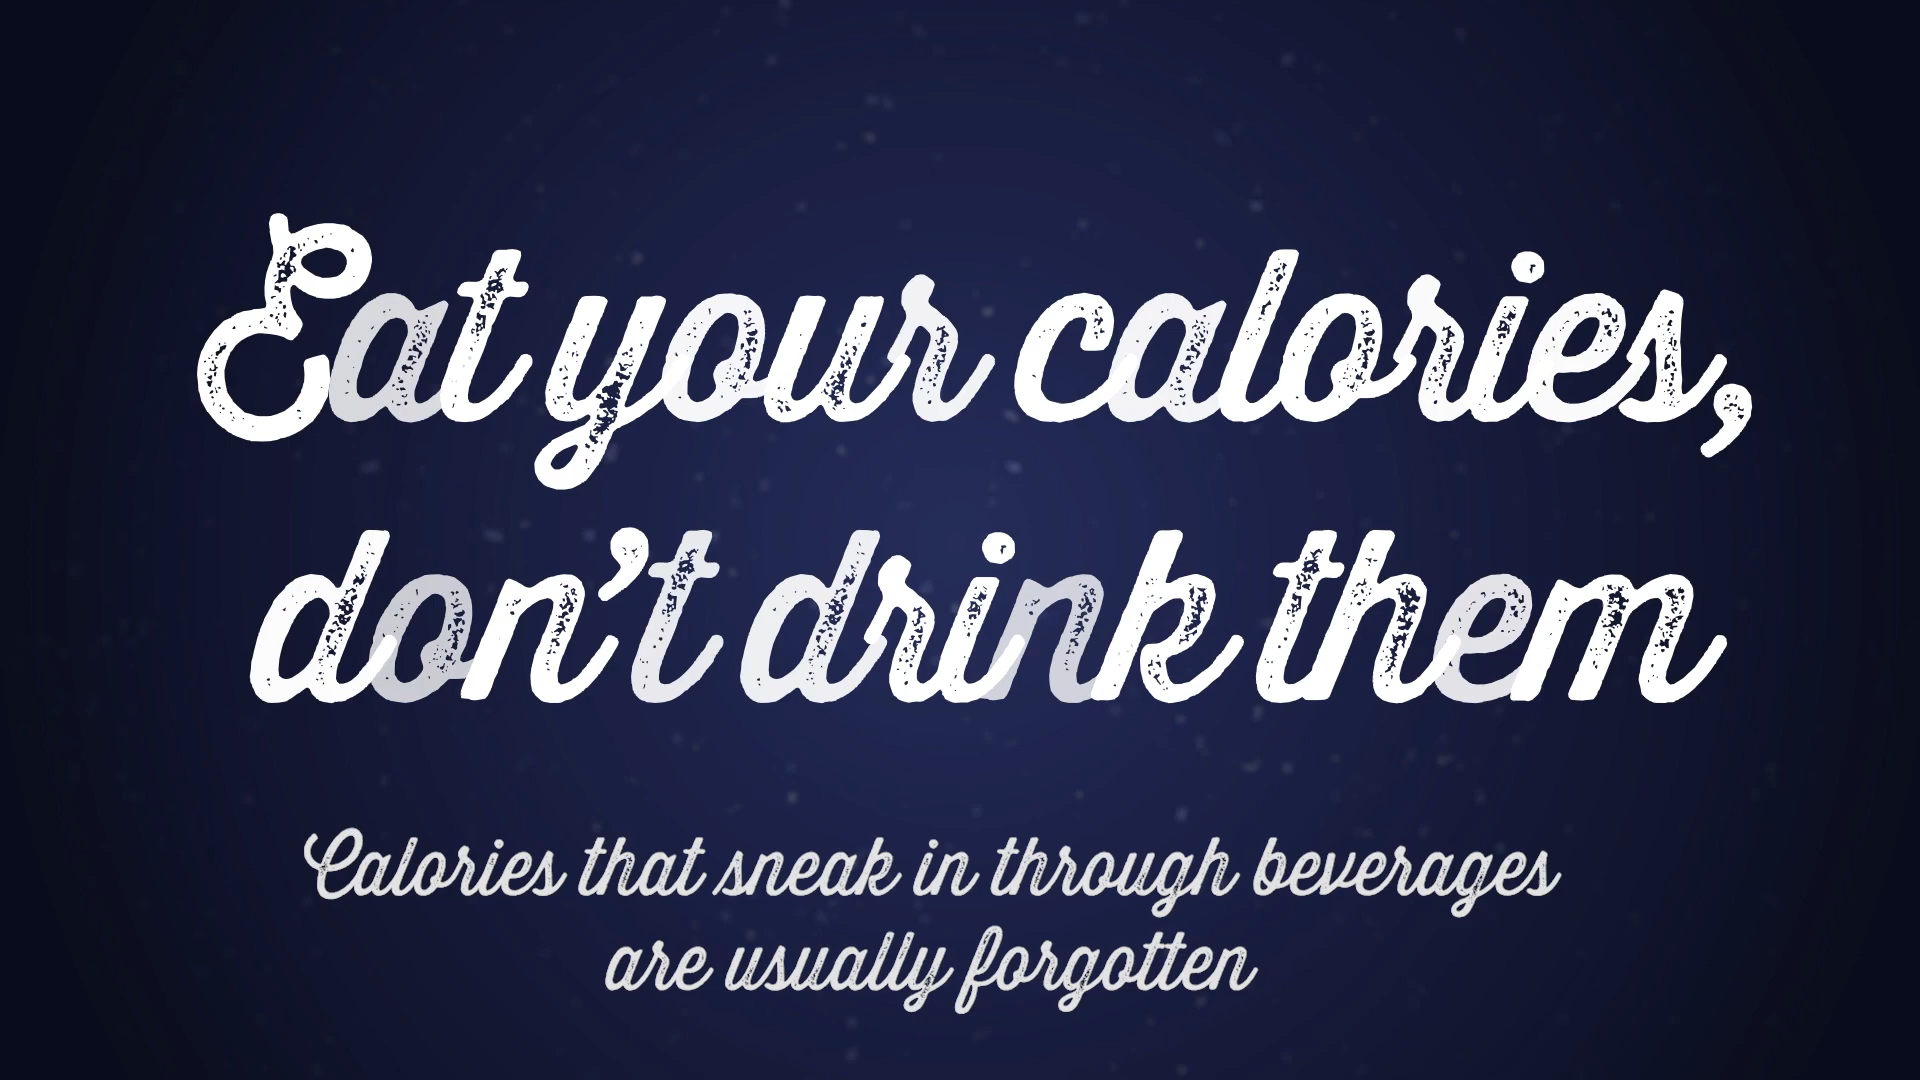 Eat your calories,
don’t drink them
Calories that sneak in through beverages
are usually forgotten